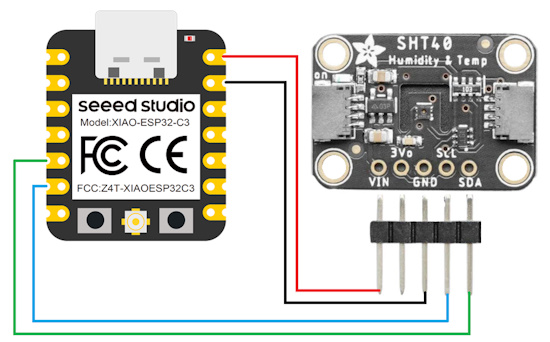 seeed studio
Model:XIAO-ESP32-C3
FC CE
FCC:Z4T-XIAOESP32C3
SHT40
Humidity & Temp
on
103
3Vo SCL
VIN GND SDA